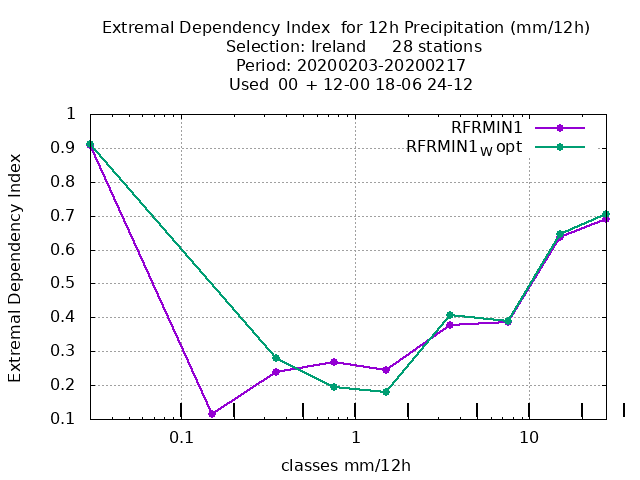 Extremal Dependency Index  for 12h Precipitation (mm/12h)
Selection: Ireland     28 stations
Period: 20200203-20200217
Used  00 + 12-00 18-06 24-12
RFRMIN1
RFRMIN1W opt
Extremal Dependency Index
1
0.9
0.8
0.7
0.6
0.5
0.4
0.3
0.2
0.1
0.1
1
10
classes mm/12h